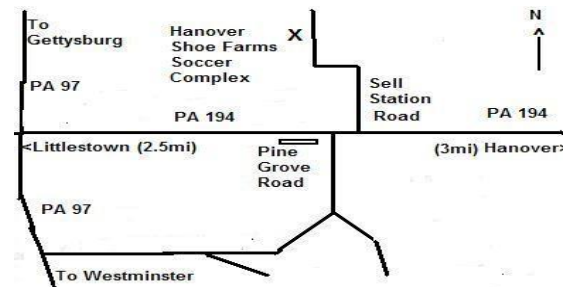 To
Gettysburg
Hanover
Shoe Farms
Soccer
Complex
X
N
PA 97
Sell
Station
Road
PA 194
PA 194
<Littlestown (2.5mi)
Pine
Grove
Road
(3mi) Hanover>
PA 97
To Westminster